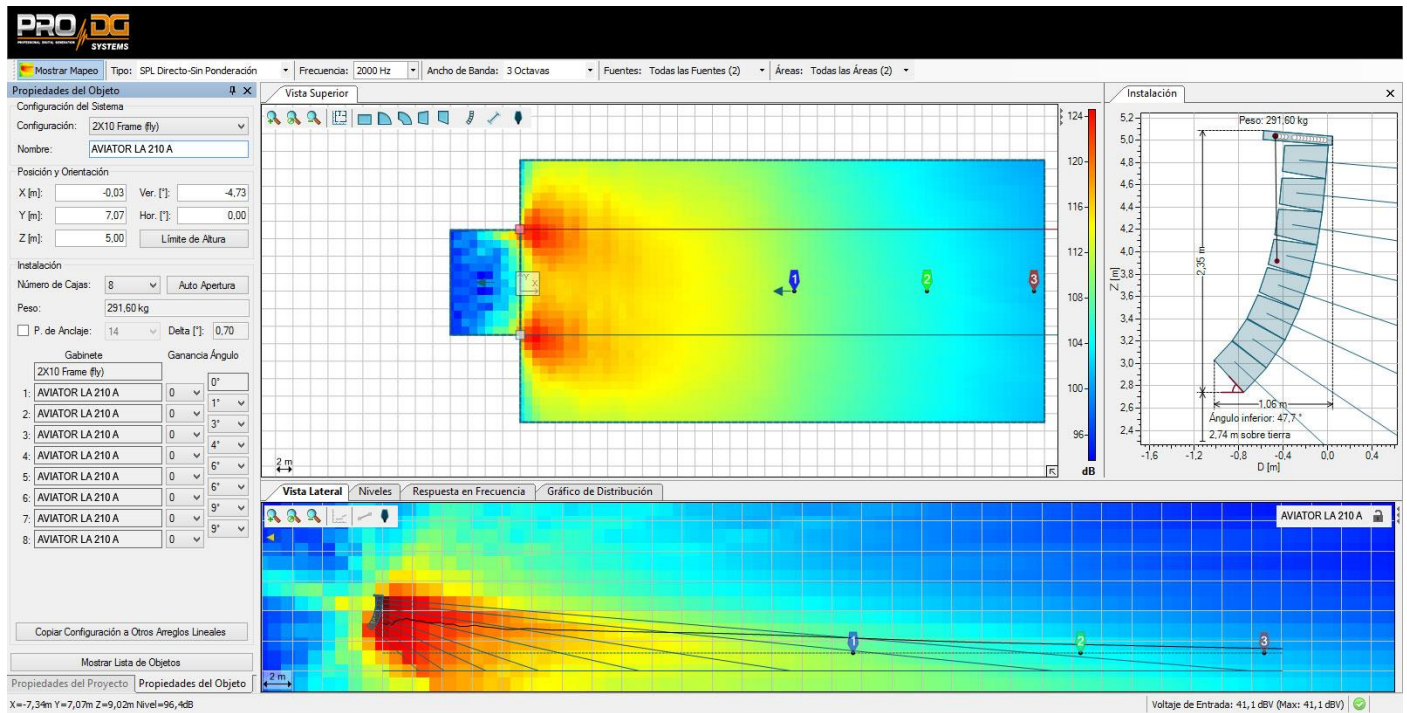 PRO DG
PROFESSIONAL DIGITAL GENERATION SYSTEMS
Mostrar Mapeo Tipo: SPL Directo-Sin Ponderación Frecuencia: 2000 Hz Ancho de Banda: 3 Octavas Fuentes: Todas las Fuentes (2) Áreas: Todas las Áreas (2)
Propiedades del Objeto
Configuración del Sistema
Configuración: 2X10 Frame (fly)
Nombre: AVIATOR LA 210 A
Posición y Orientación
X [m]: -0,03 Ver. [°]: -4,73
Y [m]: 7,07 Hor. [°]: 0,00
Z [m]: 5,00 Límite de Altura
Instalación
Número de Cajas: 8 Auto Apertura
Peso: 291,60 kg
P. de Anclaje: 14 Delta [°]: 0,70
Gabinete Ganancia Ángulo
2X10 Frame (fly)
0°
1: AVIATOR LA 210 A 0
1°
2: AVIATOR LA 210 A 0
3°
3: AVIATOR LA 210 A 0
4°
4: AVIATOR LA 210 A 0
6°
5: AVIATOR LA 210 A 0
6°
6: AVIATOR LA 210 A 0
9°
7: AVIATOR LA 210 A 0
9°
8: AVIATOR LA 210 A 0
Copiar Configuración a Otros Arreglos Lineales
Mostrar Lista de Objetos
Propiedades del Proyecto Propiedades del Objeto
Vista Superior
Y
X
1
2
3
2 m
124
120
116
112
108
104
100
96
dB
Instalación
Peso: 291,60 kg
5,2
5,0
4,8
4,6
4,4
4,2
4,0
3,8
3,6
3,4
3,2
3,0
2,8
2,6
2,4
Z [m]
2,35 m
1,06 m
Ángulo inferior: 47,7 °
2,74 m sobre tierra
-1,6 -1,2 -0,8 -0,4 0,0 0,4
D [m]
Vista Lateral Niveles Respuesta en Frecuencia Gráfico de Distribución
AVIATOR LA 210 A
1
2
3
2 m
X=-7,34m Y=7,07m Z=9,02m Nivel=96,4dB
Voltaje de Entrada: 41,1 dBV (Max: 41,1 dBV)